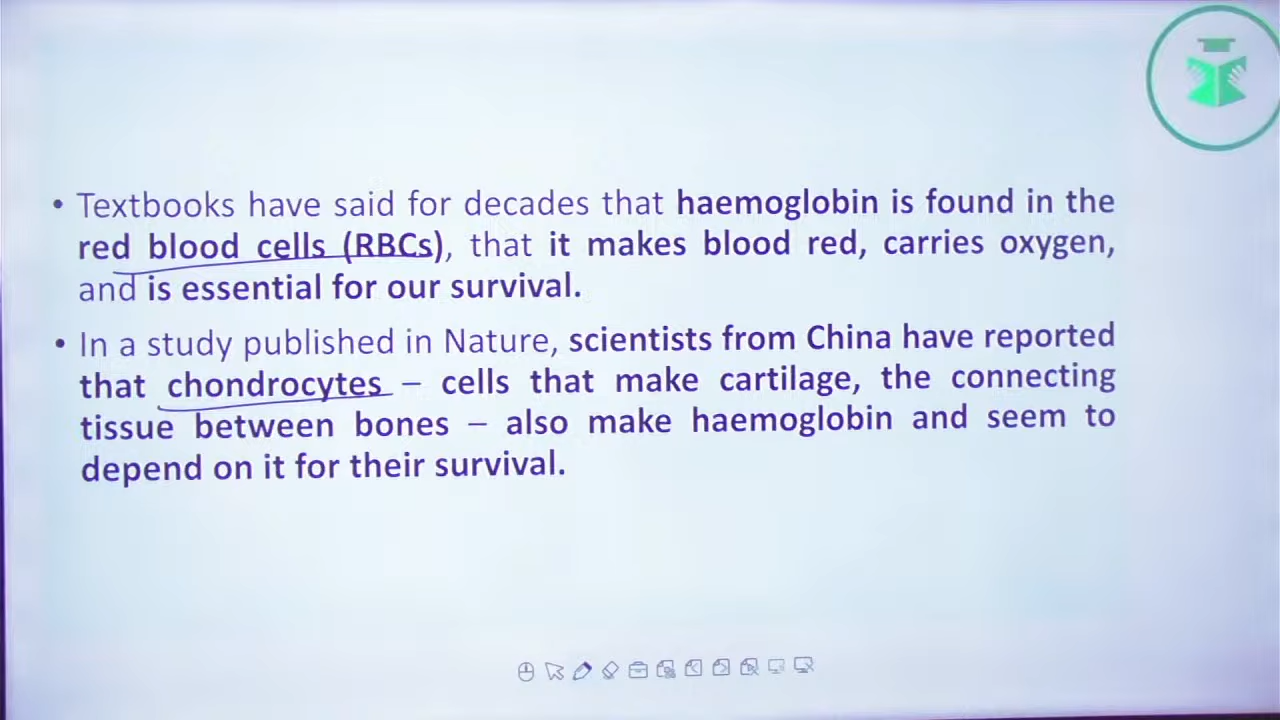 • Textbooks have said for decades that haemoglobin is found in the
red blood cells (RBCs), that it makes blood red, carries oxygen,
and is essential for our survival.
• In a study published in Nature, scientists from China have reported
that chondrocytes – cells that make cartilage, the connecting
tissue between bones – also make haemoglobin and seem to
depend on it for their survival.